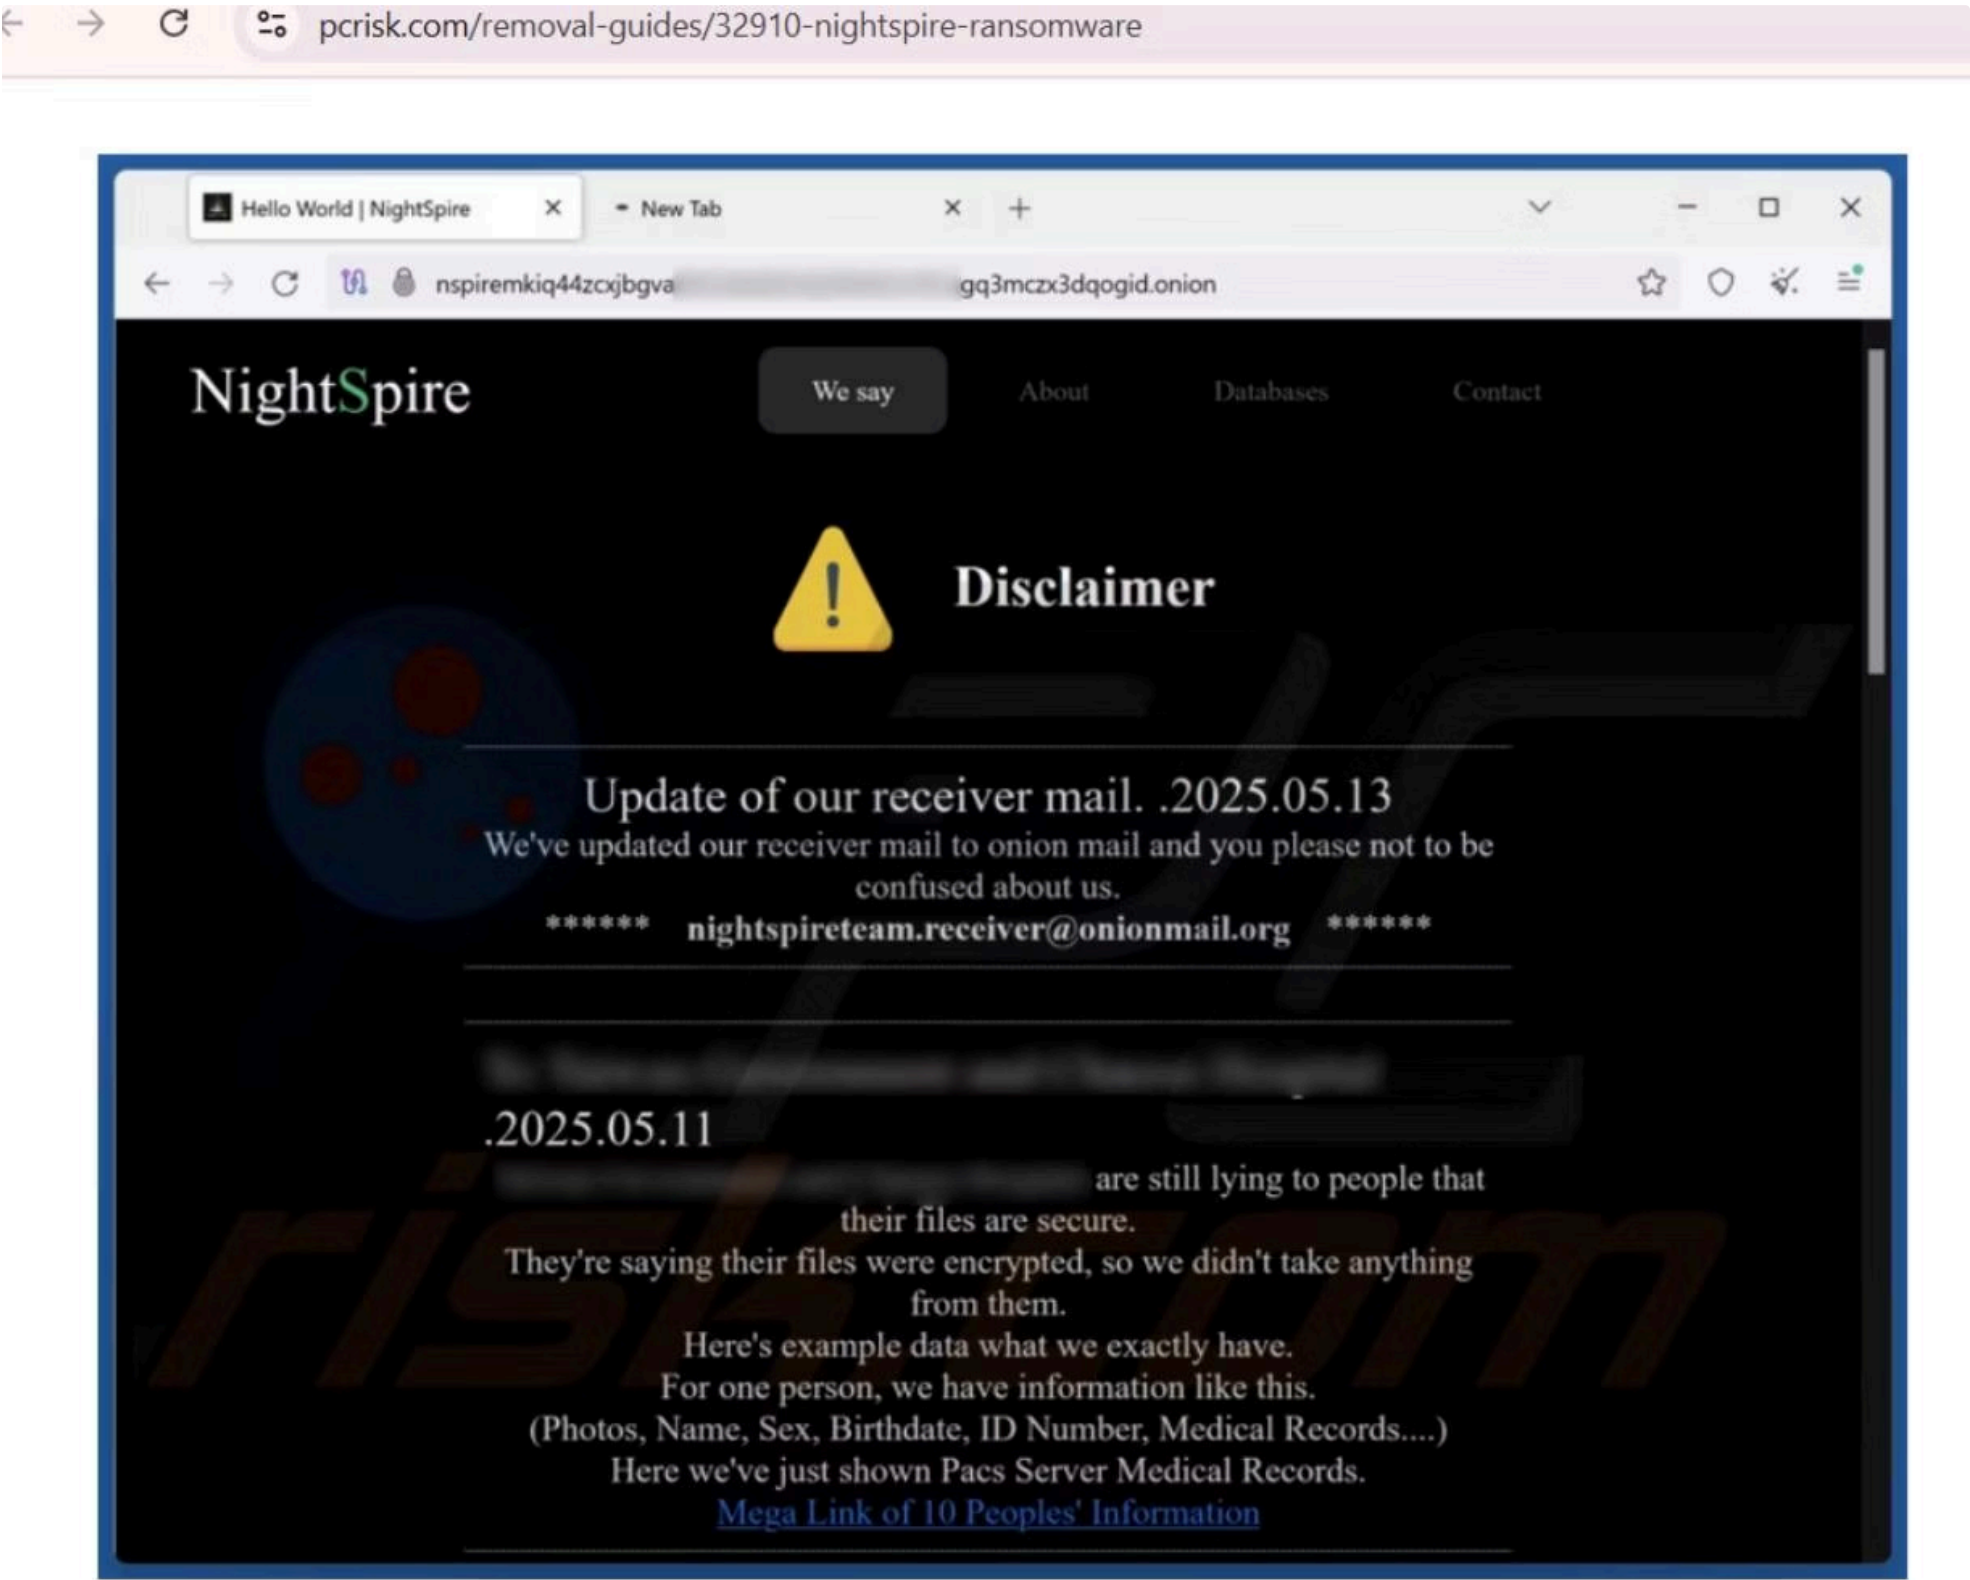 pcrisk.com/removal-guides/32910-nightspire-ransomware
Hello World | NightSpire
New Tab
nspiremkiq44zcxjbgva
gq3mczx3dqogid.onion
NightSpire
We say
About
Databases
Contact
Disclaimer
Update of our receiver mail. .2025.05.13
We've updated our receiver mail to onion mail and you please not to be
confused about us.
****** nightspireteam.receiver@onionmail.org ******
.2025.05.11
are still lying to people that
their files are secure.
They're saying their files were encrypted, so we didn't take anything
from them.
Here's example data what we exactly have.
For one person, we have information like this.
(Photos, Name, Sex, Birthdate, ID Number, Medical Records....)
Here we've just shown Pacs Server Medical Records.
Mega Link of 10 Peoples' Information
risk.com